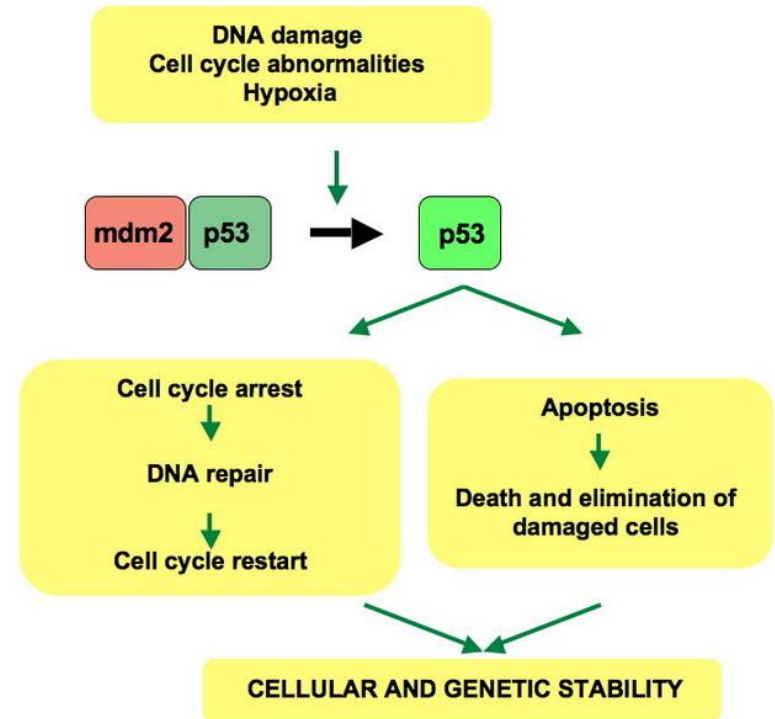 DNA damage
Cell cycle abnormalities
Hypoxia
mdm2
p53
p53
Cell cycle arrest
DNA repair
Cell cycle restart
Apoptosis
Death and elimination of
damaged cells
CELLULAR AND GENETIC STABILITY